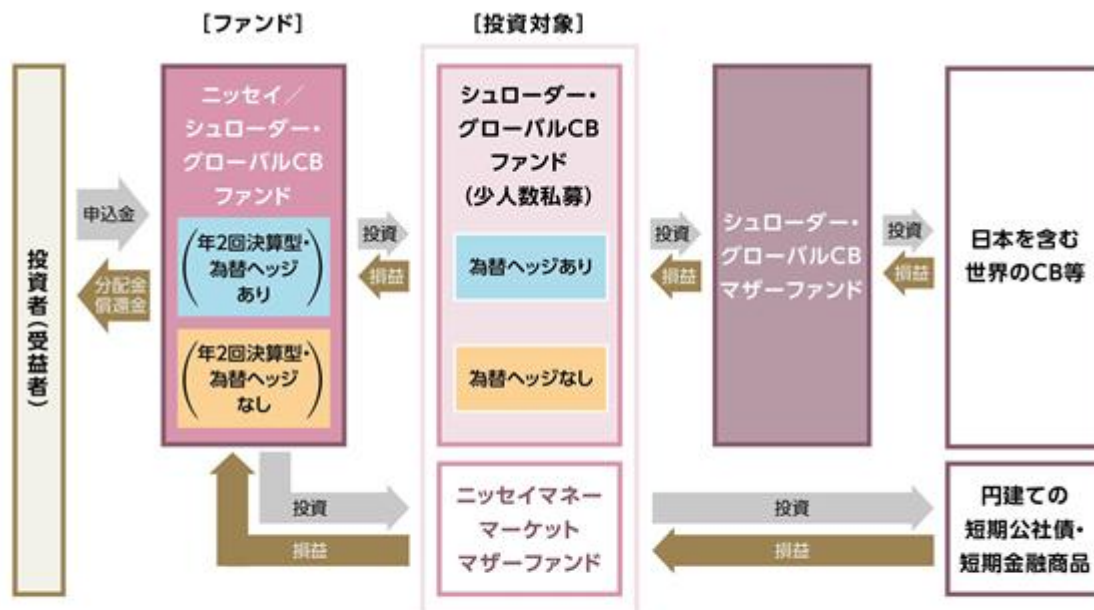 ［ファンド］
［投資対象］
投資者（受益者）
申込金
分配金
償還金
ニッセイ／
シュローダー・
グローバルCB
ファンド
（年2回決算型・
為替ヘッジ
あり）
（年2回決算型・
為替ヘッジ
なし）
投資
損益
シュローダー・
グローバルCB
ファンド
（少人数私募）
為替ヘッジあり
為替ヘッジなし
投資
損益
シュローダー・
グローバルCB
マザーファンド
投資
損益
日本を含む
世界のCB等
投資
損益
ニッセイマネー
マーケット
マザーファンド
投資
損益
円建ての
短期公社債・
短期金融商品